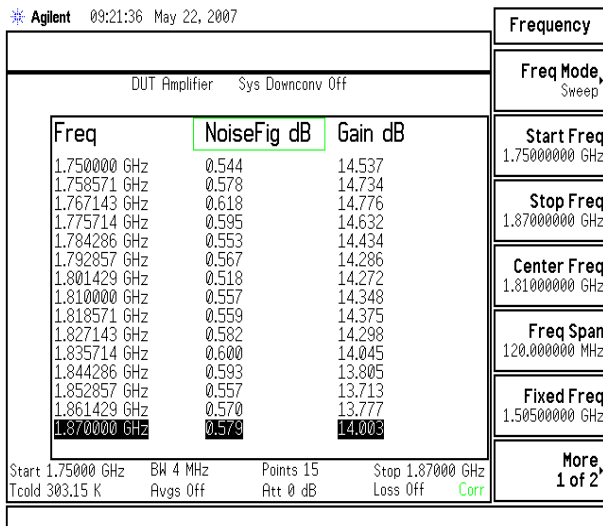 Agilent 09:21:36 May 22, 2007
Frequency
DUT Amplifier Sys Downconv Off
Freq NoiseFig dB Gain dB
1.750000 GHz 0.544 14.537
1.758571 GHz 0.578 14.734
1.767143 GHz 0.618 14.776
1.775714 GHz 0.595 14.632
1.784286 GHz 0.553 14.434
1.792857 GHz 0.567 14.286
1.801429 GHz 0.518 14.272
1.810000 GHz 0.557 14.348
1.818571 GHz 0.559 14.375
1.827143 GHz 0.582 14.298
1.835714 GHz 0.600 14.045
1.844286 GHz 0.593 13.805
1.852857 GHz 0.557 13.713
1.861429 GHz 0.570 13.777
1.870000 GHz 0.579 14.003
Start 1.75000 GHz BW 4 MHz Points 15 Stop 1.87000 GHz
Tcold 303.15 K Avgs Off Att 0 dB Loss Off Corr
Freq Mode
Sweep
Start Freq
1.75000000 GHz
Stop Freq
1.87000000 GHz
Center Freq
1.81000000 GHz
Freq Span
120.000000 MHz
Fixed Freq
1.50500000 GHz
More
1 of 2